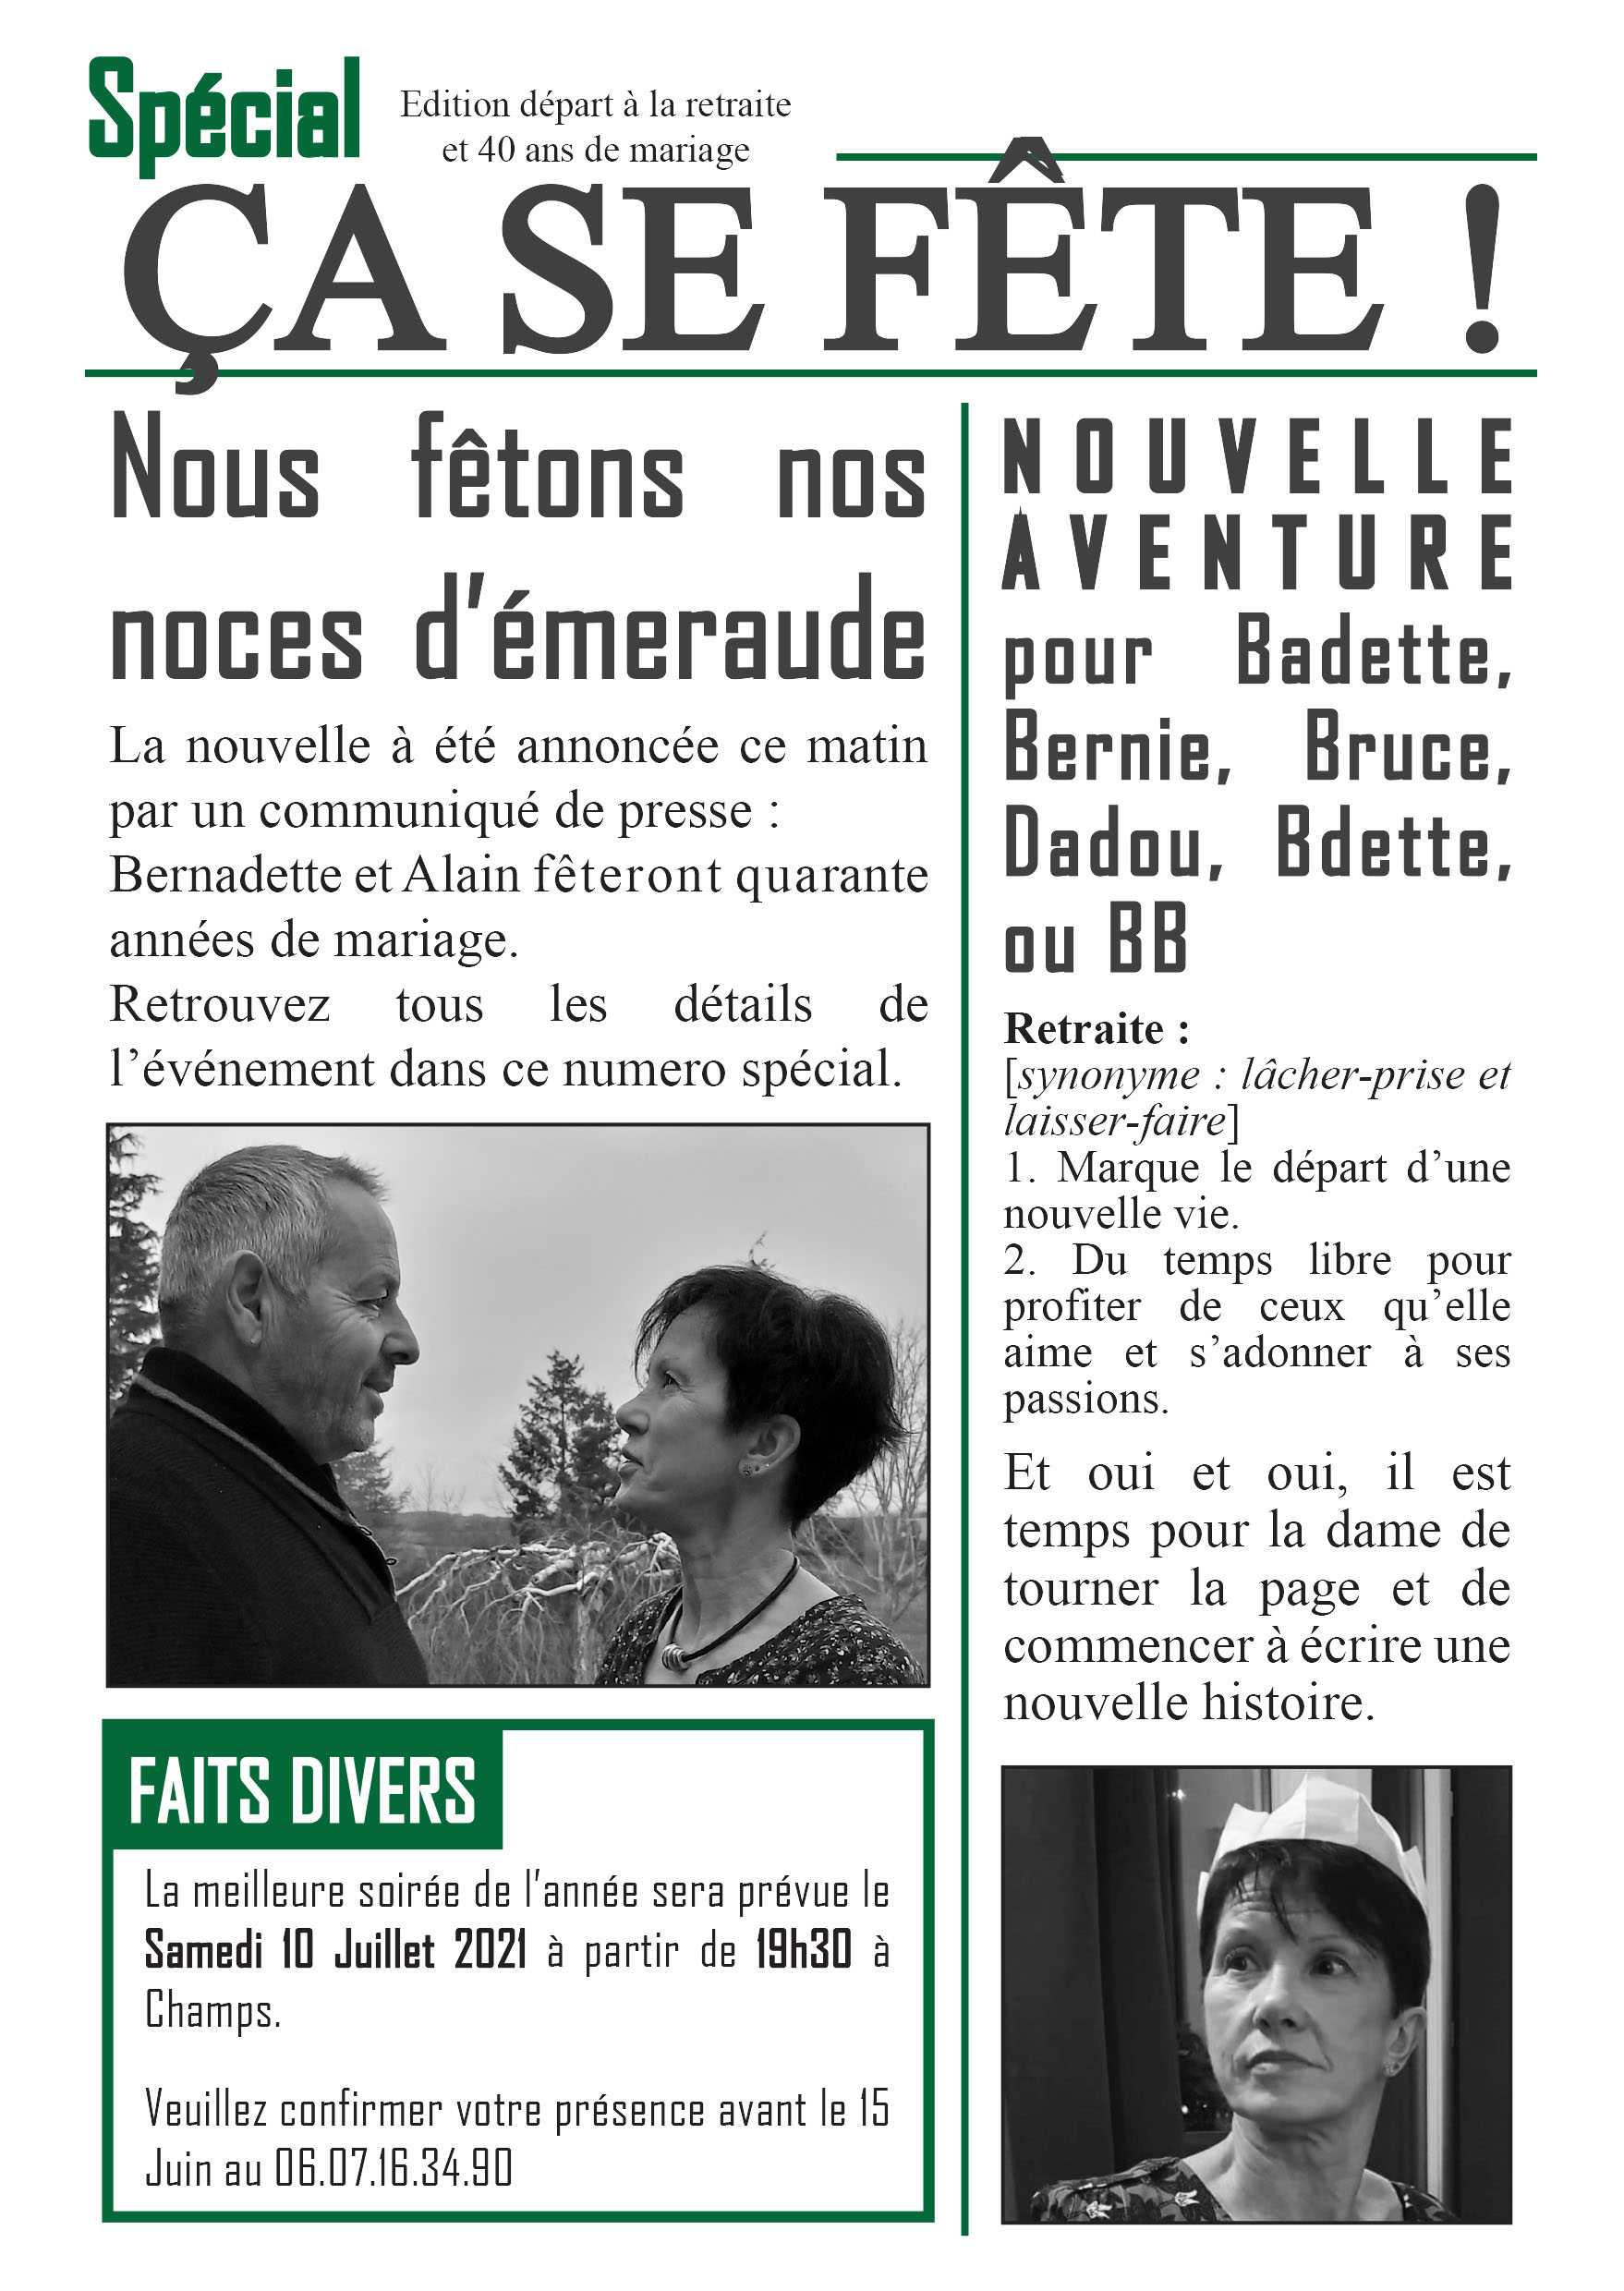 Spécial
Edition départ à la retraite
et 40 ans de mariage
ÇA SE FÊTE !
Nous fêtons nos
noces d’émeraude
La nouvelle à été annoncée ce matin
par un communiqué de presse :
Bernadette et Alain fêteront quarante
années de mariage.
Retrouvez tous les détails de
l’événement dans ce numero spécial.
FAITS DIVERS
La meilleure soirée de l’année sera prévue le
Samedi 10 Juillet 2021 à partir de 19h30 à
Champs.
Veuillez confirmer votre présence avant le 15
Juin au 06.07.16.34.90
NOUVELLE
AVENTURE
pour Badette,
Bernie, Bruce,
Dadou, Bdette,
ou BB
Retraite :
[synonyme : lâcher-prise et
laisser-faire]
1. Marque le départ d’une
nouvelle vie.
2. Du temps libre pour
profiter de ceux qu’elle
aime et s’adonner à ses
passions.
Et oui et oui, il est
temps pour la dame de
tourner la page et de
commencer à écrire une
nouvelle histoire.